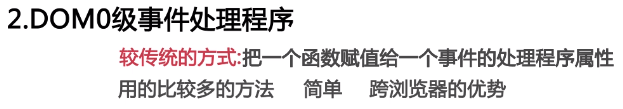 2.DOM0级事件处理程序
较传统的方式:把一个函数赋值给一个事件的处理程序属性
用的比较多的方法 简单 跨浏览器的优势